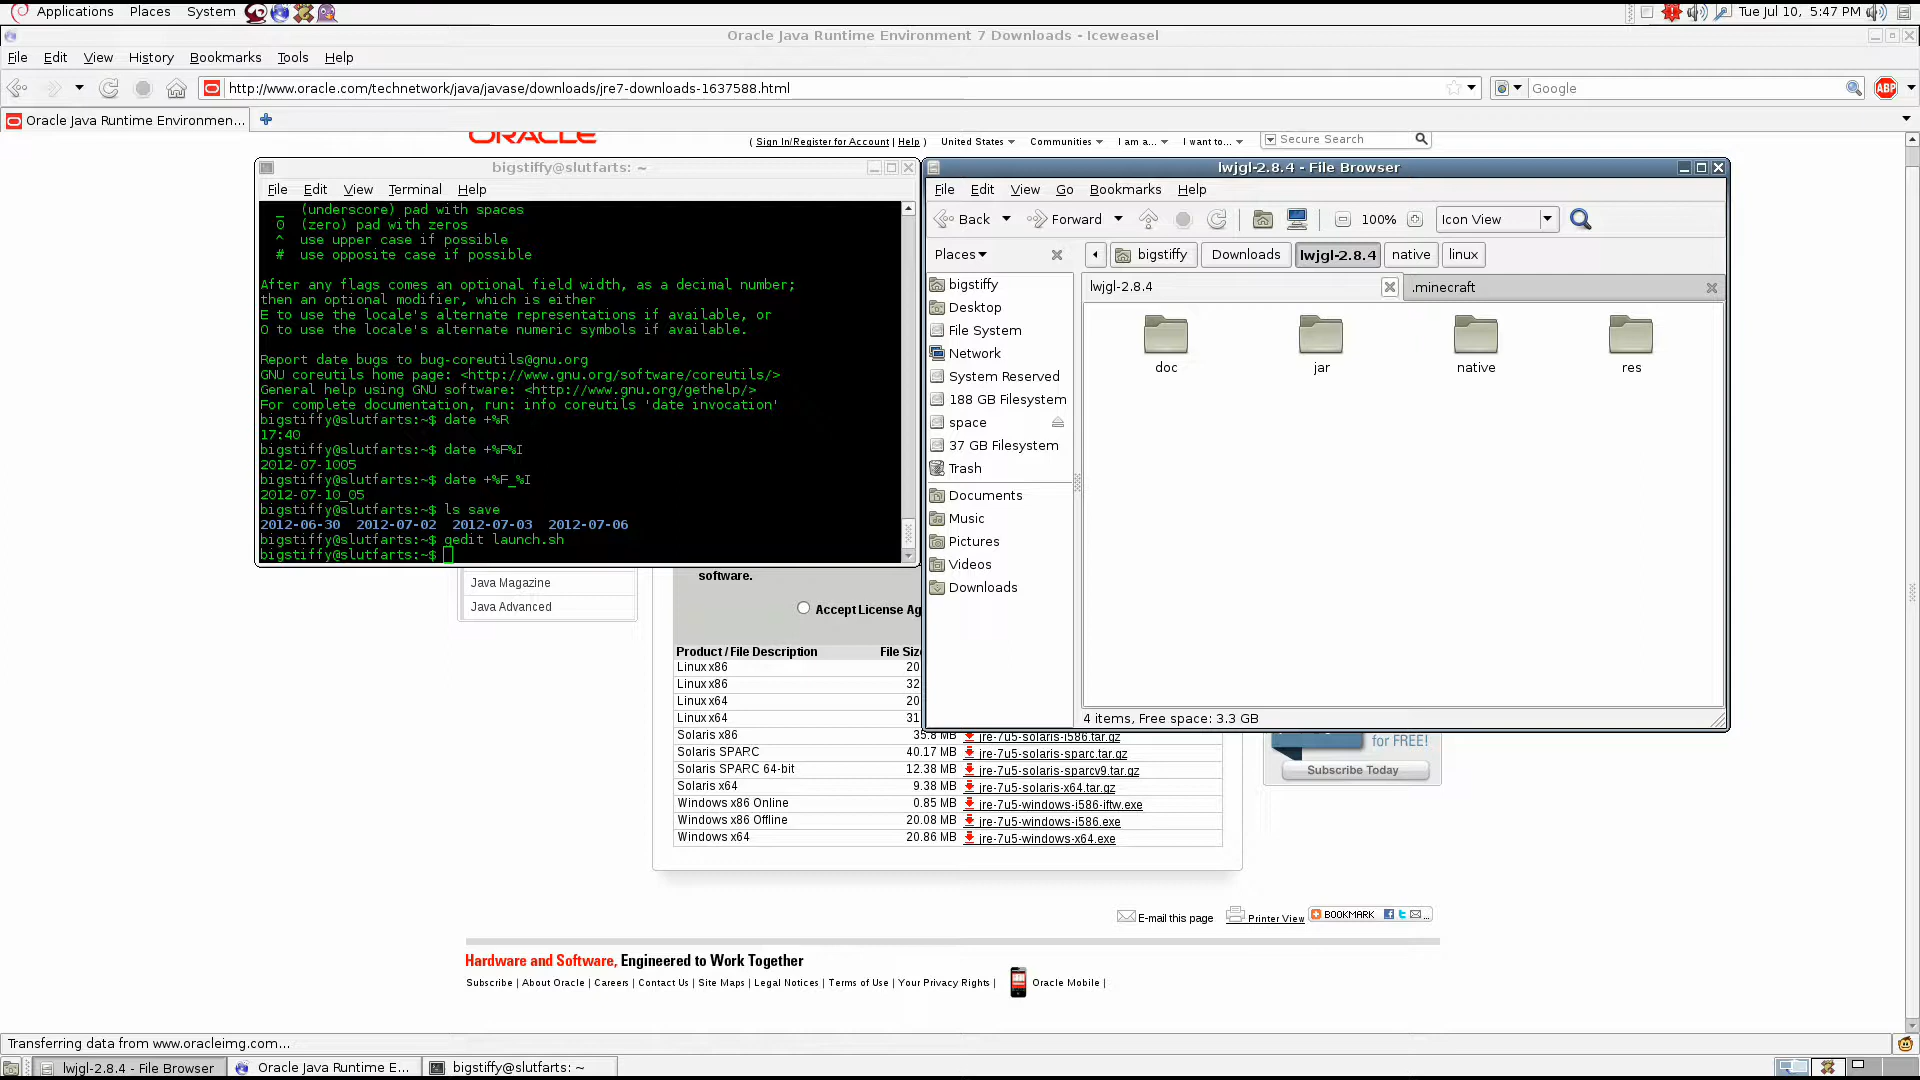 Applications Places System Tue Jul 10, 5:47 PM
Oracle Java Runtime Environment 7 Downloads - Iceweasel
File Edit View History Bookmarks Tools Help
http://www.oracle.com/technetwork/java/javase/downloads/jre7-downloads-1637588.html Google ABP
Oracle Java Runtime Environmen...
ORACLE
( Sign In/Register for Account | Help ) United States Communities I am a... I want to... Secure Search
bigstiffy@slutfarts: ~
File Edit View Terminal Help
_ (underscore) pad with spaces
0 (zero) pad with zeros
^ use upper case if possible
# use opposite case if possible
After any flags comes an optional field width, as a decimal number;
then an optional modifier, which is either
E to use the locale's alternate representations if available, or
O to use the locale's alternate numeric symbols if available.
Report date bugs to bug-coreutils@gnu.org
GNU coreutils home page: <http://www.gnu.org/software/coreutils/>
General help using GNU software: <http://www.gnu.org/gethelp/>
For complete documentation, run: info coreutils 'date invocation'
bigstiffy@slutfarts:~$ date +%R
17:40
bigstiffy@slutfarts:~$ date +%F%I
2012-07-1005
bigstiffy@slutfarts:~$ date +%F_%I
2012-07-10_05
bigstiffy@slutfarts:~$ ls save
2012-06-30 2012-07-02 2012-07-03 2012-07-06
bigstiffy@slutfarts:~$ gedit launch.sh
bigstiffy@slutfarts:~$
lwjgl-2.8.4 - File Browser
File Edit View Go Bookmarks Help
Back Forward 100% Icon View
Places bigstiffy Downloads lwjgl-2.8.4 native linux
lwjgl-2.8.4 .minecraft
bigstiffy
Desktop
File System
Network
System Reserved
188 GB Filesystem
space
37 GB Filesystem
Trash
Documents
Music
Pictures
Videos
Downloads
doc jar native res
4 items, Free space: 3.3 GB
Java Magazine
Java Advanced
software.
Accept License Ag
Product / File Description File Siz
Linux x86 20
Linux x86 32
Linux x64 20
Linux x64 31
Solaris x86 35.8 MB jre-7u5-solaris-i586.tar.gz
Solaris SPARC 40.17 MB jre-7u5-solaris-sparc.tar.gz
Solaris SPARC 64-bit 12.38 MB jre-7u5-solaris-sparcv9.tar.gz
Solaris x64 9.38 MB jre-7u5-solaris-x64.tar.gz
Windows x86 Online 0.85 MB jre-7u5-windows-i586-iftw.exe
Windows x86 Offline 20.08 MB jre-7u5-windows-i586.exe
Windows x64 20.86 MB jre-7u5-windows-x64.exe
for FREE!
Subscribe Today
E-mail this page Printer View BOOKMARK
Hardware and Software, Engineered to Work Together
Subscribe | About Oracle | Careers | Contact Us | Site Maps | Legal Notices | Terms of Use | Your Privacy Rights | Oracle Mobile |
Transferring data from www.oracleimg.com...
lwjgl-2.8.4 - File Browser Oracle Java Runtime E... bigstiffy@slutfarts: ~